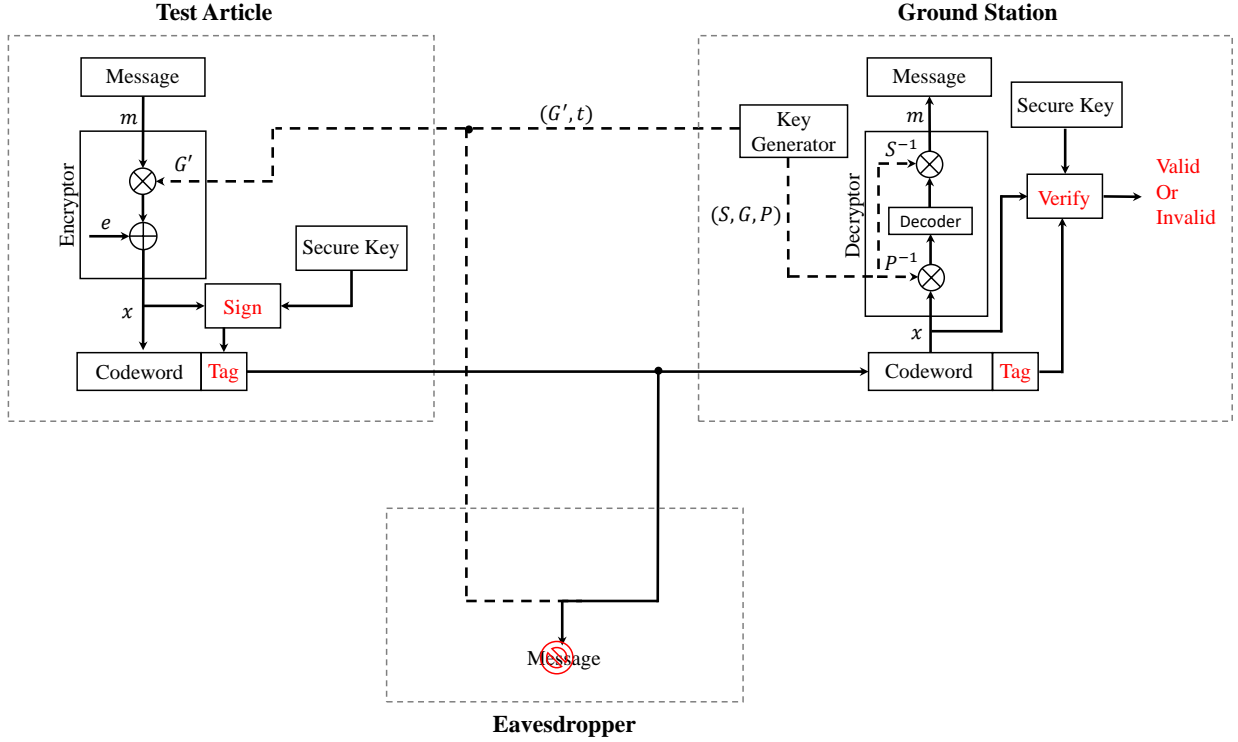 Test Article
Ground Station
Message
m
Encryptor
G′
e
x
Secure Key
Sign
Codeword
Tag
(G′, t)
Key
Generator
(S, G, P)
Message
m
Decryptor
S⁻¹
Decoder
P⁻¹
x
Secure Key
Verify
Valid
Or
Invalid
Codeword
Tag
Message
Eavesdropper